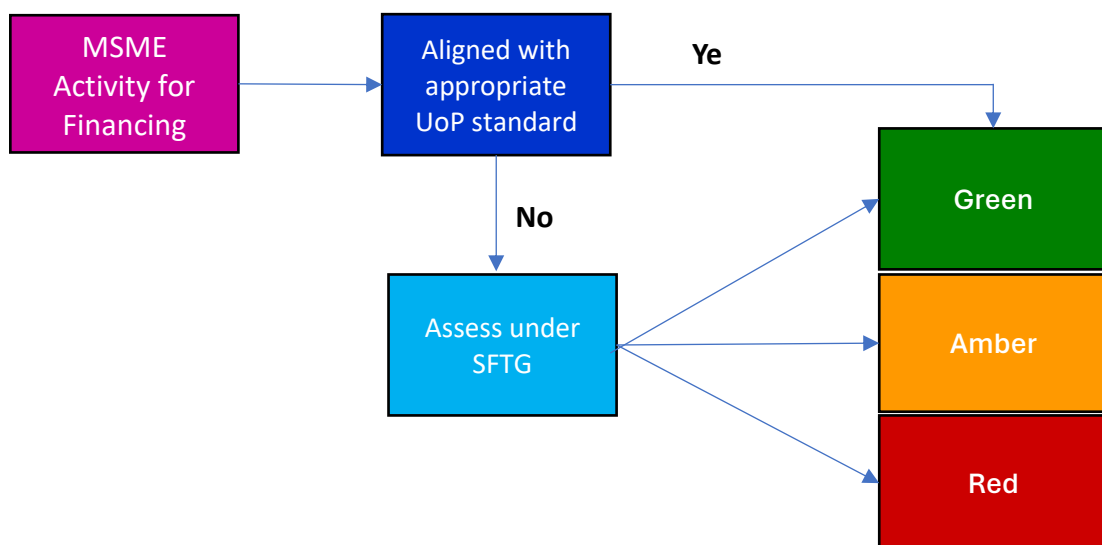 MSME
Activity for
Financing
Aligned with
appropriate
UoP standard
Ye
No
Green
Assess under
SFTG
Amber
Red